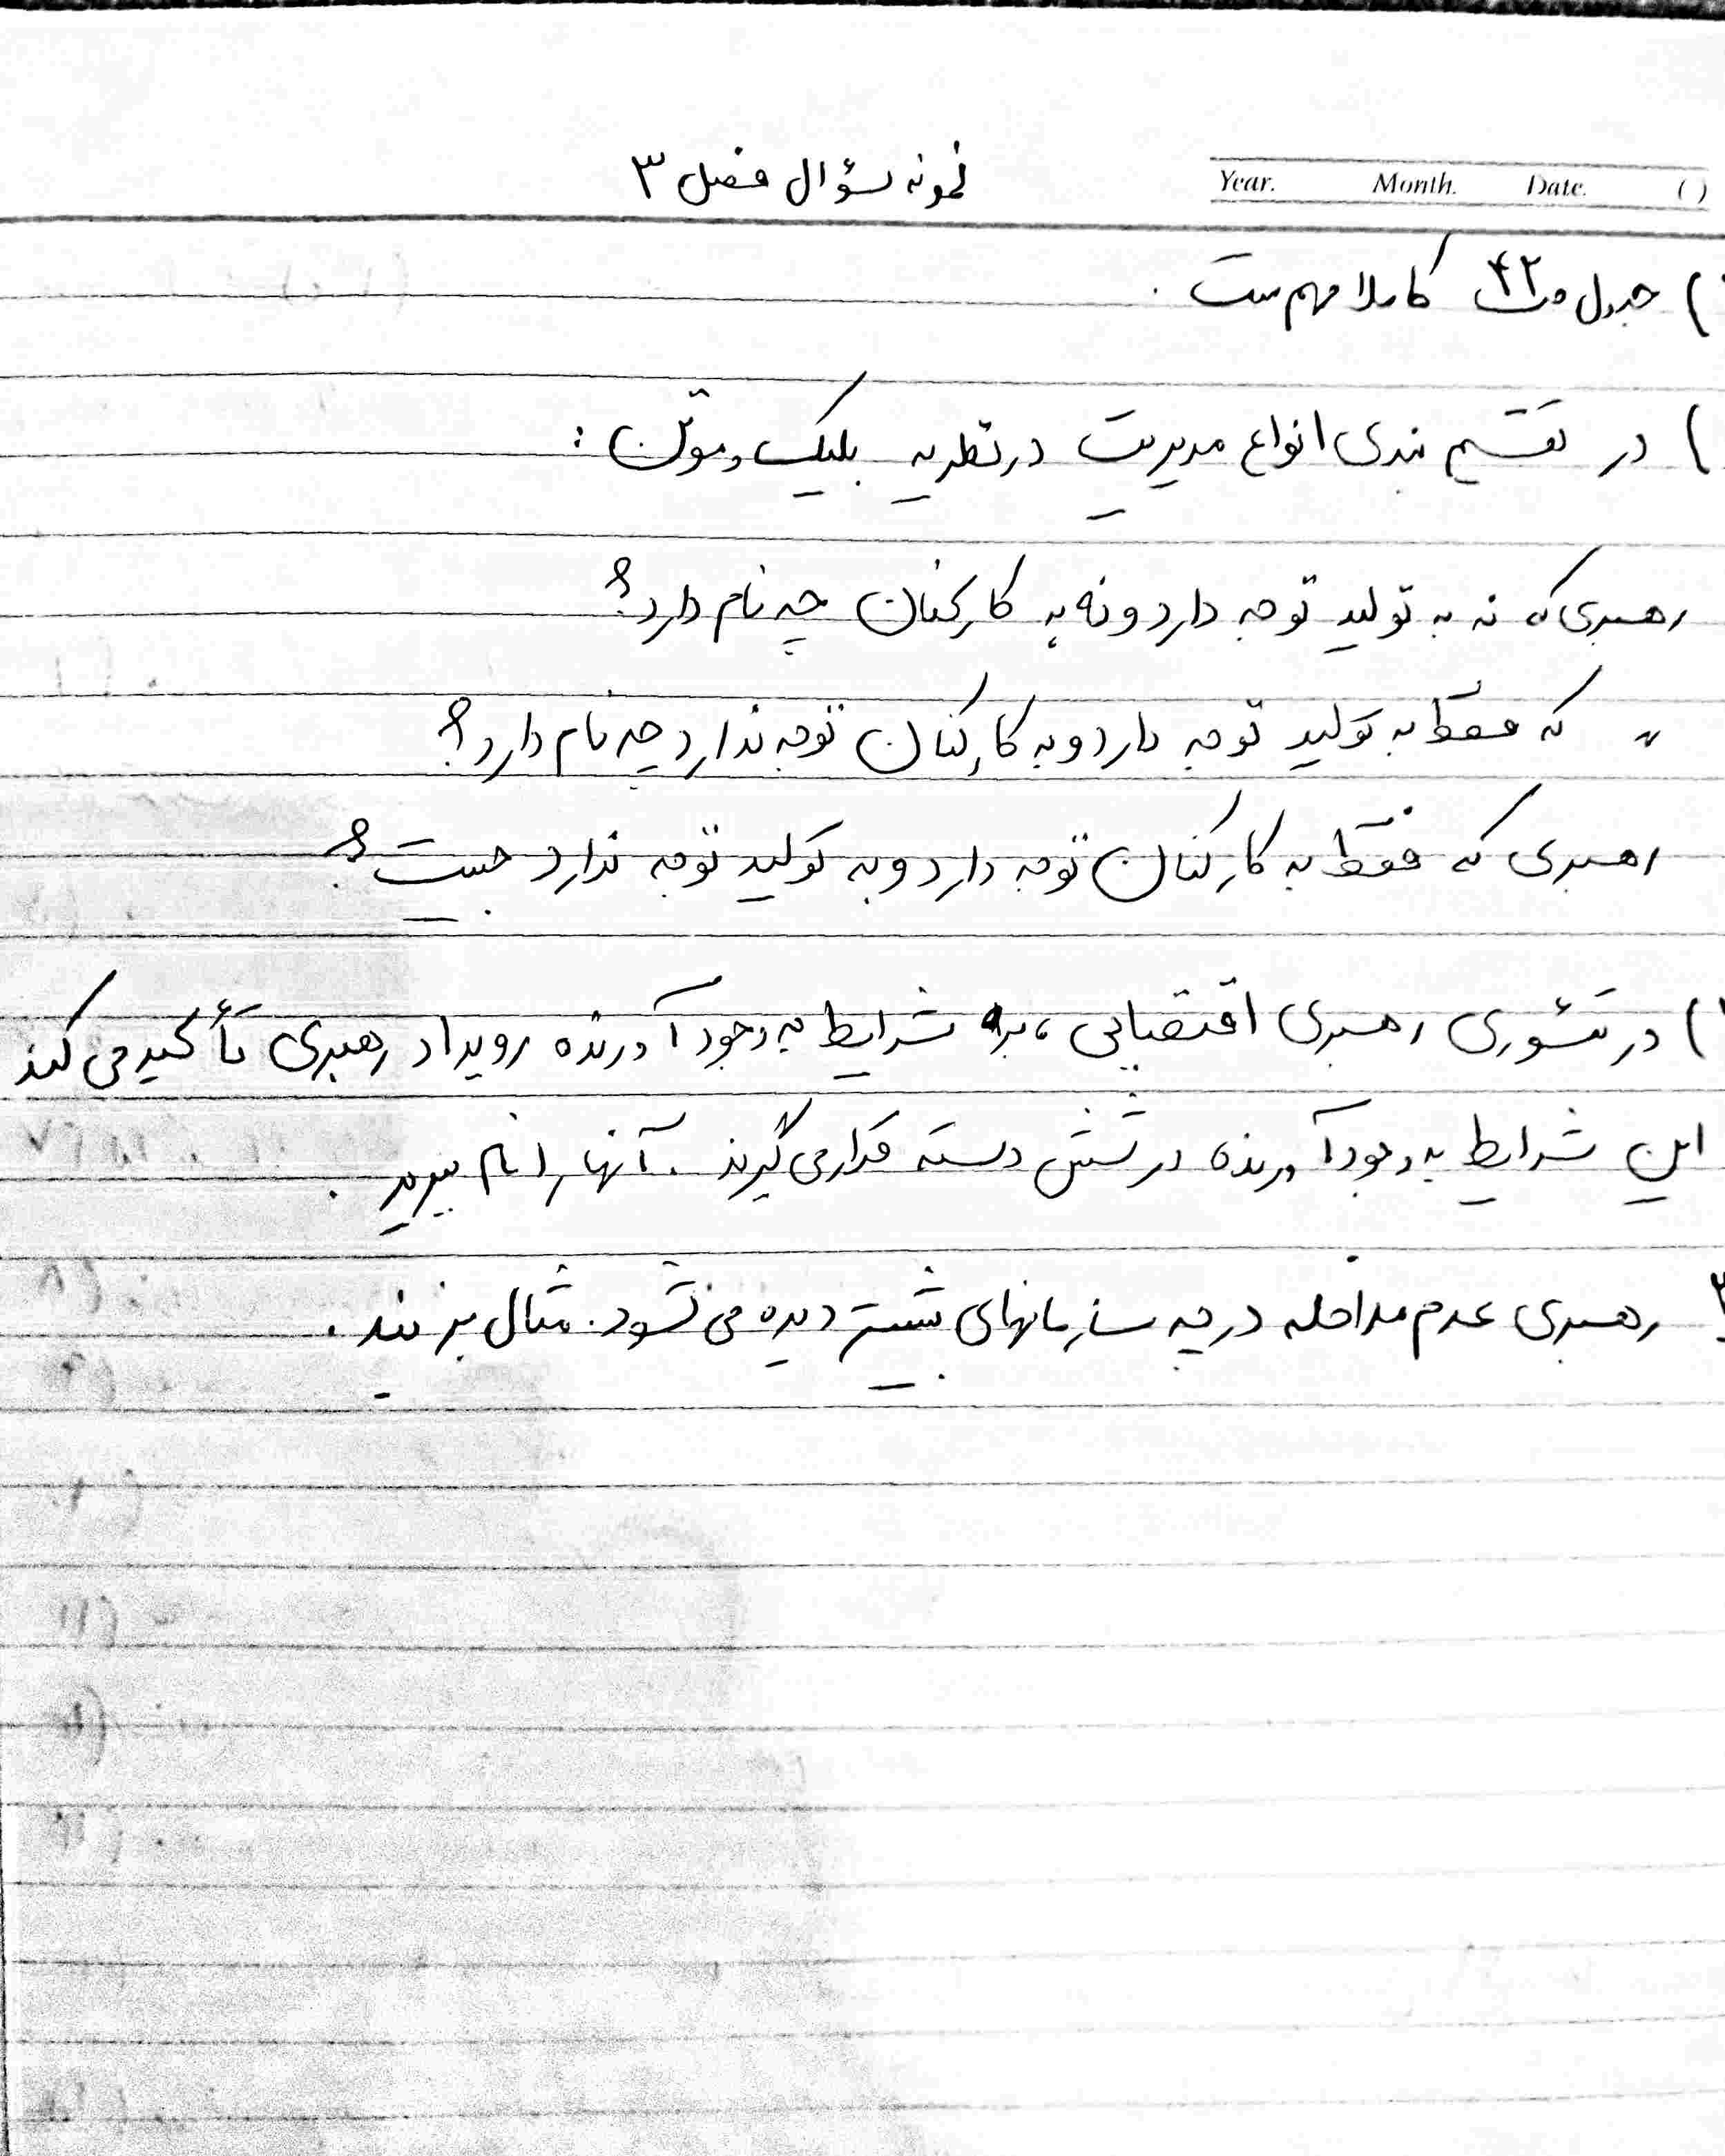 نمونه سؤال فصل ۳
Year. Month. Date. ( )
) جدول ص ۴۲ کاملا مهم ست .
) در تقسیم بندی انواع مدیریت در نظریه بلیک و موتن :
رهبری که نه به تولید توجه دارد و نه به کارکنان چه نام دارد؟
〃 که فقط به تولید توجه دارد و به کارکنان توجه ندارد چه نام دارد؟
رهبری که فقط به کارکنان توجه دارد و به تولید توجه ندارد چیست؟
) در تئوری رهبری اقتضایی، به شرایط به وجود آورنده رویداد رهبری تأکید می کند
این شرایط به وجود آورنده در شش دسته قرار می گیرند . آنها را نام ببرید .
رهبری عدم مداخله در چه سازمانهای بیشتر دیده می شود. مثال بزنید .